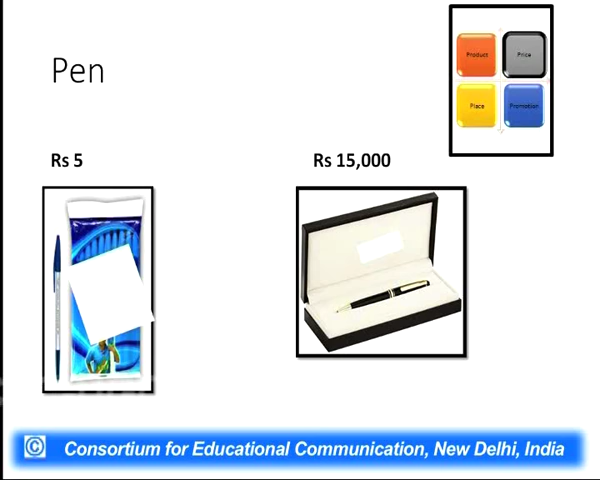 Pen
Product
Price
Place
Promotion
Rs 5
Rs 15,000
© Consortium for Educational Communication, New Delhi, India